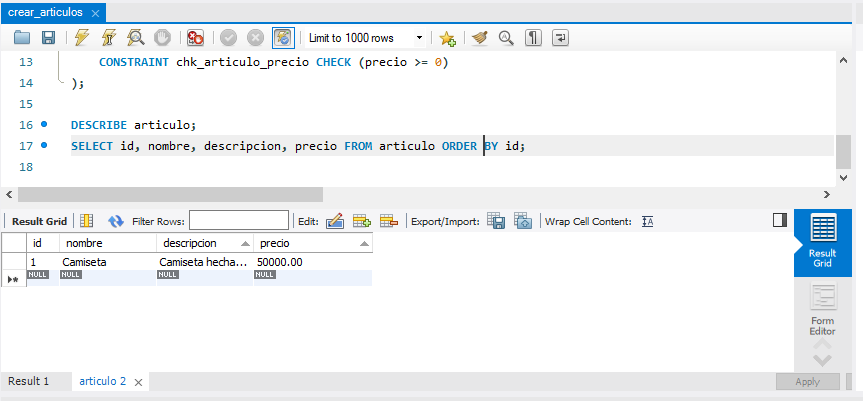 crear_articulos
Limit to 1000 rows
13 CONSTRAINT chk_articulo_precio CHECK (precio >= 0)
14 );
15
16 DESCRIBE articulo;
17 SELECT id, nombre, descripcion, precio FROM articulo ORDER BY id;
18
Result Grid Filter Rows: Edit: Export/Import: Wrap Cell Content:
id nombre descripcion precio
1 Camiseta Camiseta hecha... 50000.00
NULL NULL NULL NULL
Result Grid
Form Editor
Result 1 articulo 2 Apply